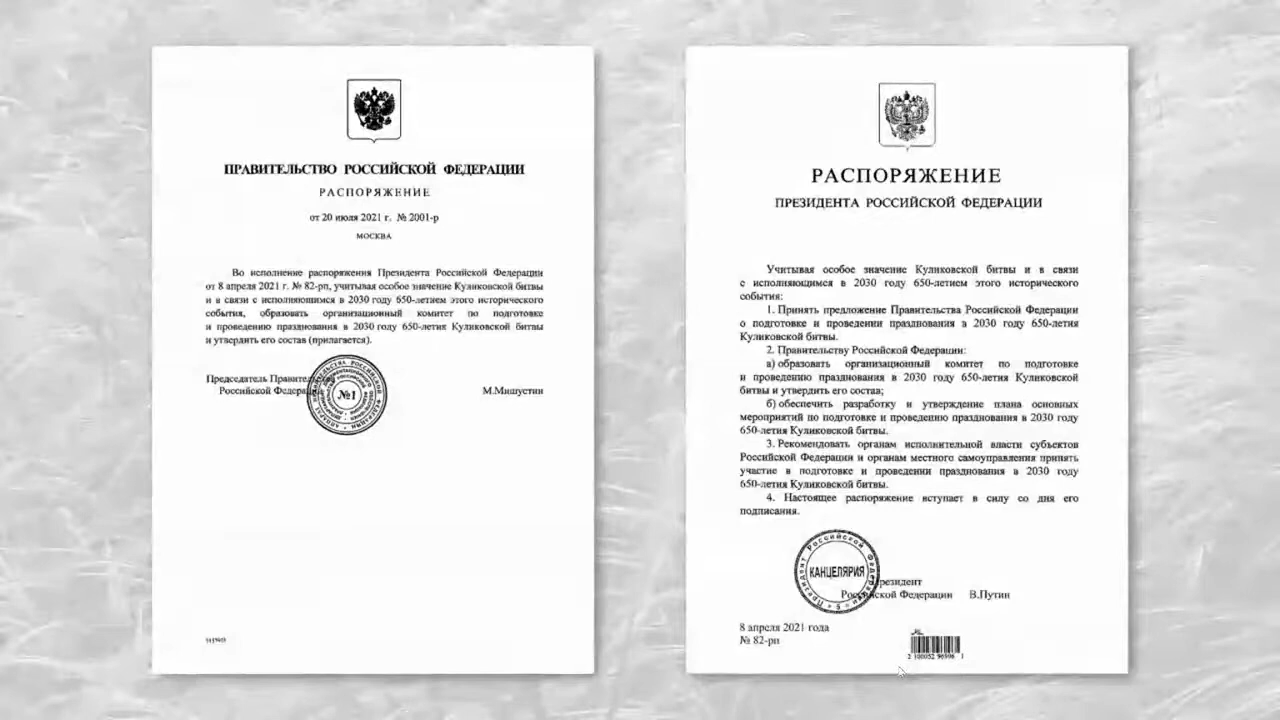 ПРАВИТЕЛЬСТВО РОССИЙСКОЙ ФЕДЕРАЦИИ
РАСПОРЯЖЕНИЕ
от 20 июля 2021 г. № 2001-р
МОСКВА
Во исполнение распоряжения Президента Российской Федерации
от 8 апреля 2021 г. № 82-рп, учитывая особое значение Куликовской битвы
и в связи с исполняющимся в 2030 году 650-летием этого исторического
события, образовать организационный комитет по подготовке
и проведению празднования в 2030 году 650-летия Куликовской битвы
и утвердить его состав (прилагается).
Председатель
Российской
М.Мишустин
№1
РАСПОРЯЖЕНИЕ
ПРЕЗИДЕНТА РОССИЙСКОЙ ФЕДЕРАЦИИ
Учитывая особое значение Куликовской битвы и в связи
с исполняющимся в 2030 году 650-летием этого исторического
события:
1. Принять предложение Правительства Российской Федерации
о подготовке и проведении празднования в 2030 году 650-летия
Куликовской битвы.
2. Правительству Российской Федерации:
а) образовать организационный комитет по подготовке
и проведению празднования в 2030 году 650-летия Куликовской
битвы и утвердить его состав;
б) обеспечить разработку и утверждение плана основных
мероприятий по подготовке и проведению празднования в 2030 году
650-летия Куликовской битвы.
3. Рекомендовать органам исполнительной власти субъектов
Российской Федерации и органам местного самоуправления принять
участие в подготовке и проведении празднования в 2030 году
650-летия Куликовской битвы.
4. Настоящее распоряжение вступает в силу со дня его
подписания.
Президент Российской Федерации
КАНЦЕЛЯРИЯ
Президент
Российской Федерации В.Путин
8 апреля 2021 года
№ 82-рп